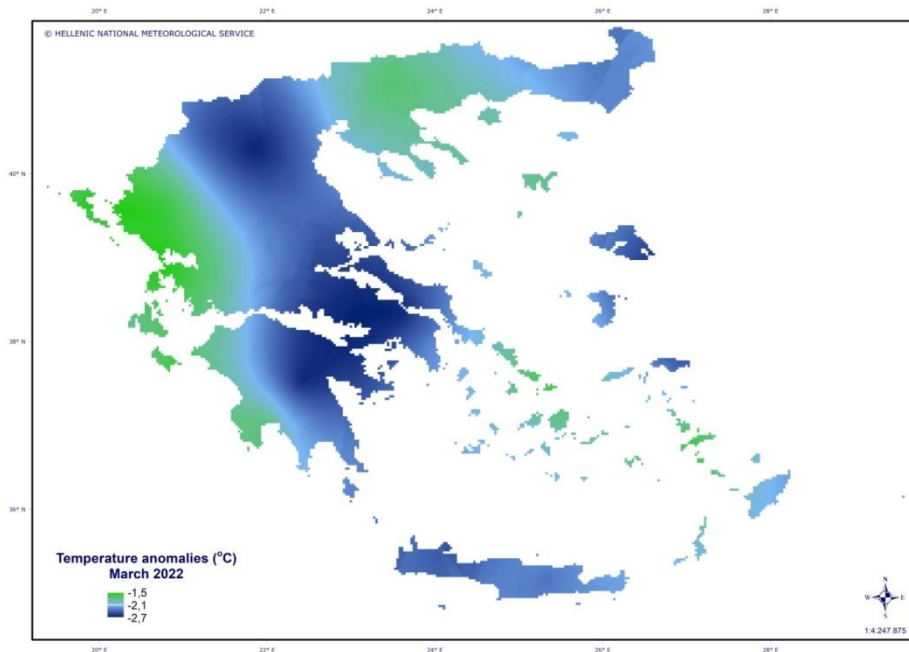 20° E 22° E 24° E 26° E 28° E
© HELLENIC NATIONAL METEOROLOGICAL SERVICE
40° N
38° N
36° N
Temperature anomalies (°C)
March 2022
-1,5
-2,1
-2,7
N
W E
S
1:4.247.875
20° E 22° E 24° E 26° E 28° E